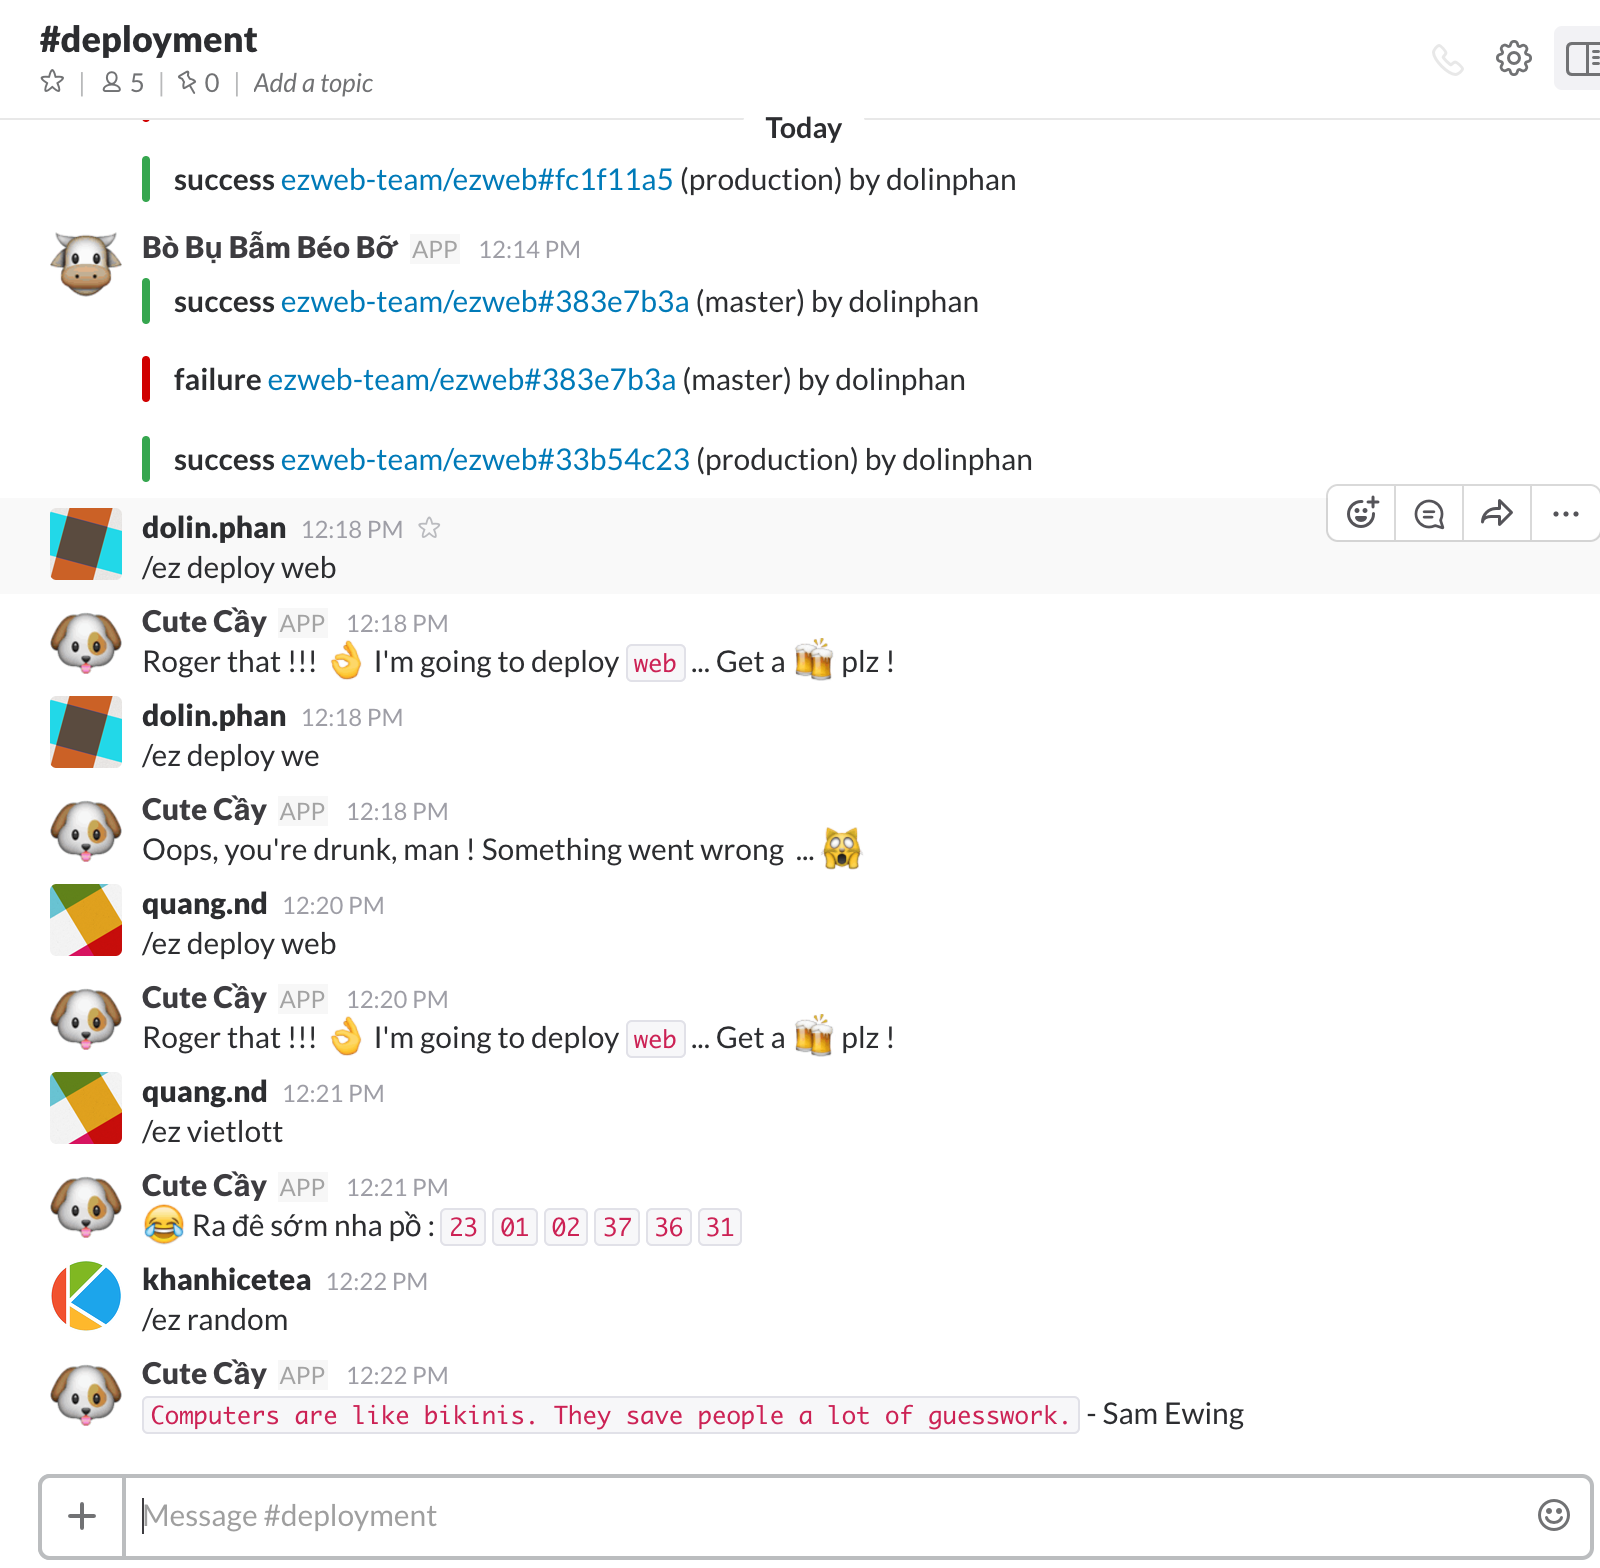 #deployment
5 | 0 | Add a topic
Today
success ezweb-team/ezweb#fc1f11a5 (production) by dolinphan
Bò Bụ Bẫm Béo Bỡ APP 12:14 PM
success ezweb-team/ezweb#383e7b3a (master) by dolinphan
failure ezweb-team/ezweb#383e7b3a (master) by dolinphan
success ezweb-team/ezweb#33b54c23 (production) by dolinphan
dolin.phan 12:18 PM
/ez deploy web
Cute Cầy APP 12:18 PM
Roger that !!! 👌 I'm going to deploy web ... Get a 🍻 plz !
dolin.phan 12:18 PM
/ez deploy we
Cute Cầy APP 12:18 PM
Oops, you're drunk, man ! Something went wrong ... 🙀
quang.nd 12:20 PM
/ez deploy web
Cute Cầy APP 12:20 PM
Roger that !!! 👌 I'm going to deploy web ... Get a 🍻 plz !
quang.nd 12:21 PM
/ez vietlott
Cute Cầy APP 12:21 PM
😂 Ra đê sớm nha pồ : 23 01 02 37 36 31
khanhicetea 12:22 PM
/ez random
Cute Cầy APP 12:22 PM
Computers are like bikinis. They save people a lot of guesswork. - Sam Ewing
Message #deployment